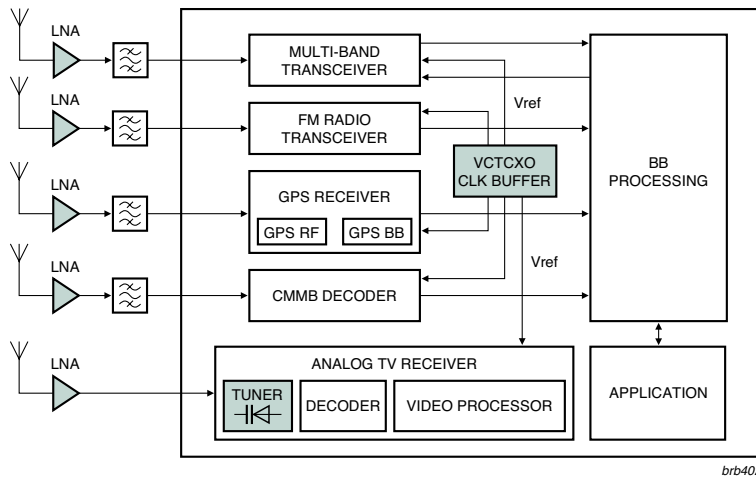 LNA
MULTI-BAND
TRANSCEIVER
Vref
LNA
FM RADIO
TRANSCEIVER
VCTCXO
CLK BUFFER
BB
PROCESSING
LNA
GPS RECEIVER
GPS RF
GPS BB
Vref
LNA
CMMB DECODER
LNA
ANALOG TV RECEIVER
TUNER
DECODER
VIDEO PROCESSOR
APPLICATION